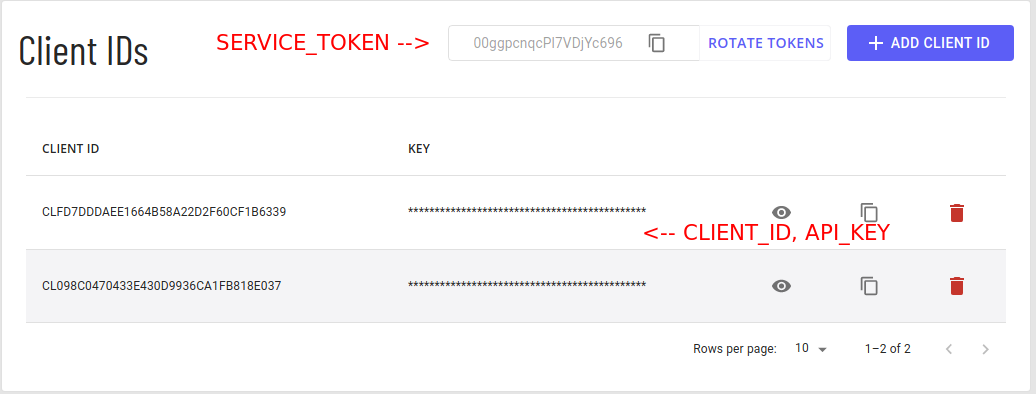 Client IDs
SERVICE_TOKEN -->
00ggpcnqcPI7VDjYc696
ROTATE TOKENS
+ ADD CLIENT ID
CLIENT ID KEY
CLFD7DDDAEE1664B58A22D2F60CF1B6339 *********************************************
<-- CLIENT_ID, API_KEY
CL098C0470433E430D9936CA1FB818E037 *********************************************
Rows per page: 10 1–2 of 2